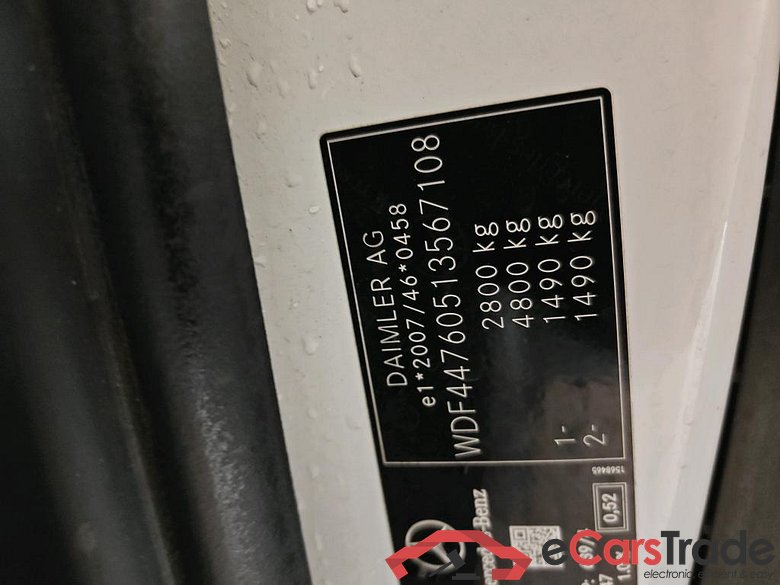 DAIMLER AG
e1*2007/46*0458
WDF44760513567108
2800 kg
4800 kg
1- 1490 kg
2- 1490 kg
1568465
0,52
eCarsTrade